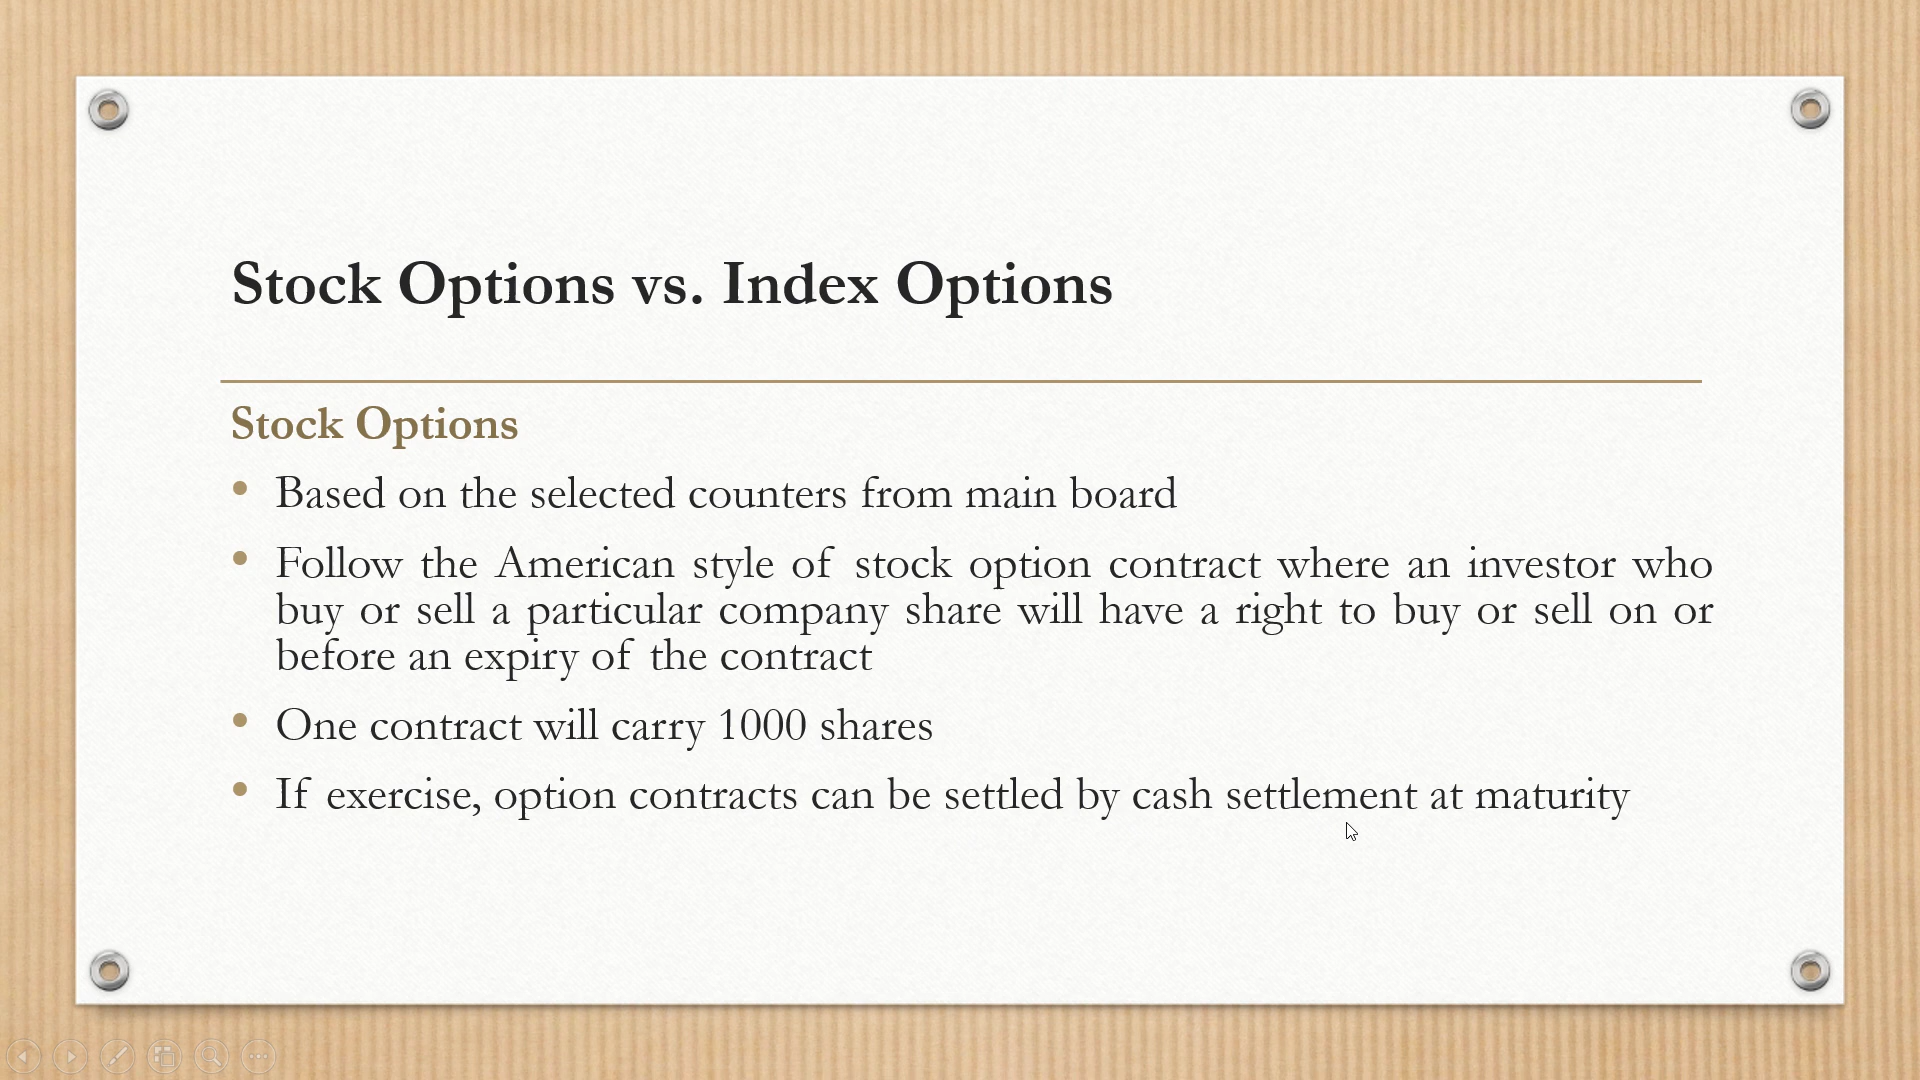 Stock Options vs. Index Options
Stock Options
• Based on the selected counters from main board
• Follow the American style of stock option contract where an investor who
buy or sell a particular company share will have a right to buy or sell on or
before an expiry of the contract
• One contract will carry 1000 shares
• If exercise, option contracts can be settled by cash settlement at maturity